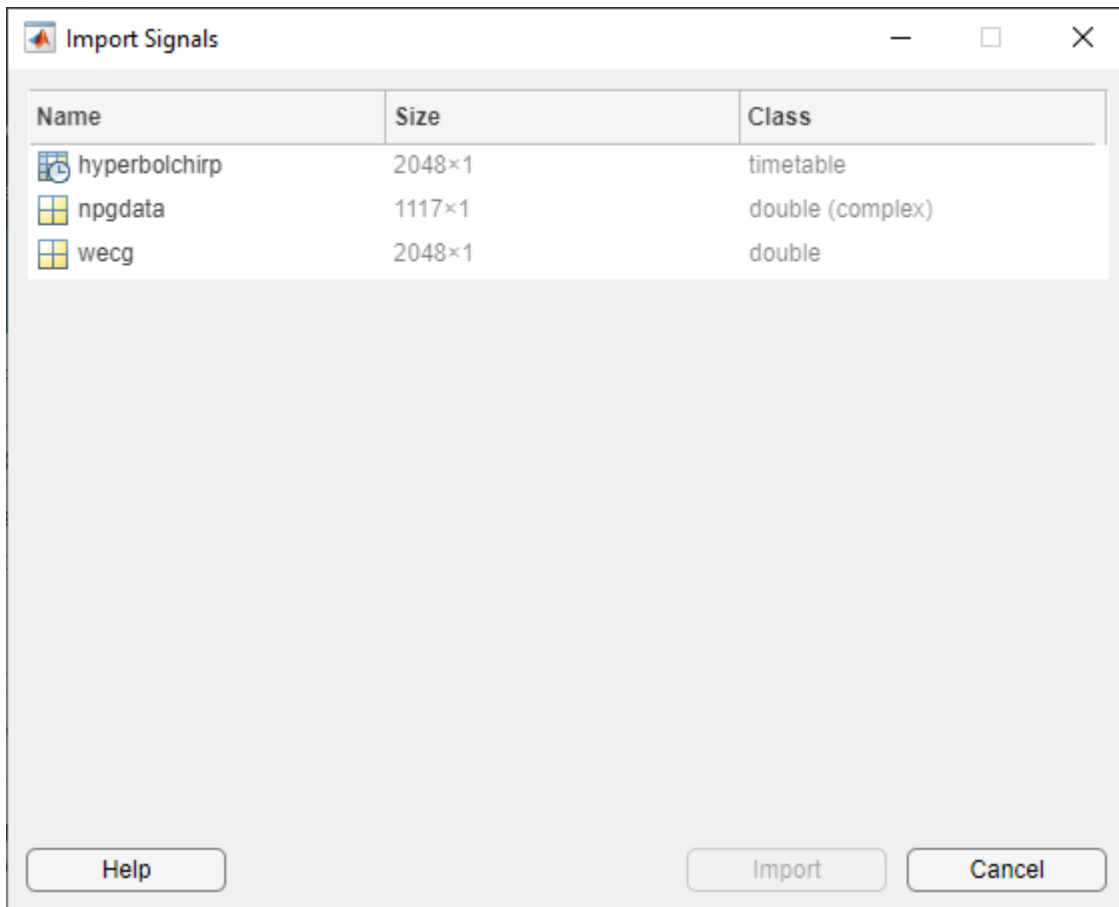 Import Signals
Name Size Class
hyperbolchirp 2048×1 timetable
npgdata 1117×1 double (complex)
wecg 2048×1 double
Help Import Cancel